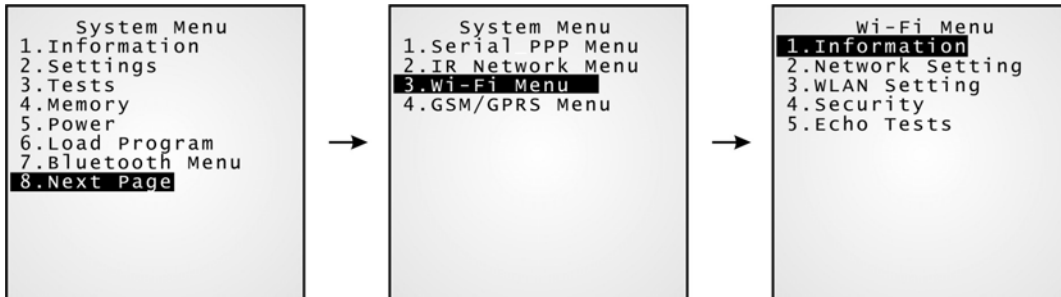 System Menu
1.Information
2.Settings
3.Tests
4.Memory
5.Power
6.Load Program
7.Bluetooth Menu
8.Next Page
System Menu
1.Serial PPP Menu
2.IR Network Menu
3.Wi-Fi Menu
4.GSM/GPRS Menu
Wi-Fi Menu
1.Information
2.Network Setting
3.WLAN Setting
4.Security
5.Echo Tests